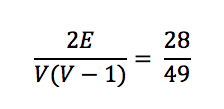 2E / V(V − 1) = 28 / 49